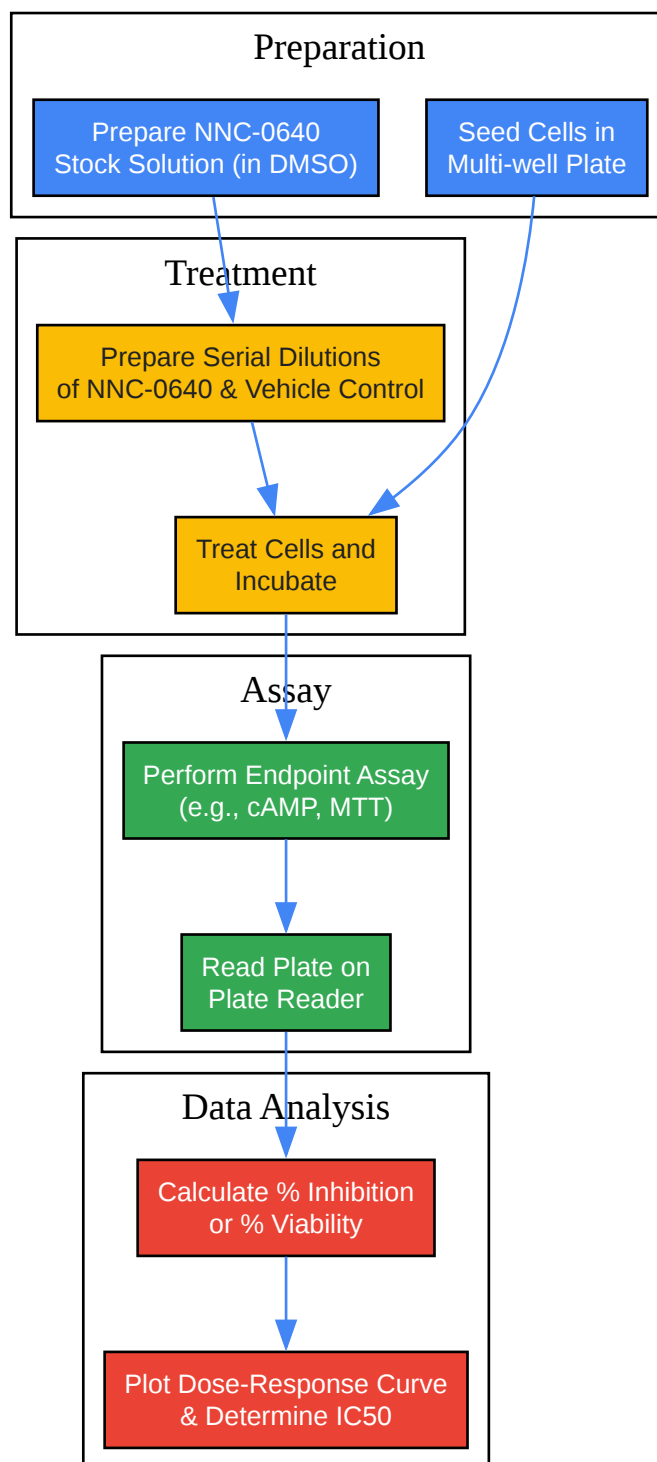 Preparation
Prepare NNC-0640
Stock Solution (in DMSO)
Seed Cells in
Multi-well Plate
Treatment
Prepare Serial Dilutions
of NNC-0640 & Vehicle Control
Treat Cells and
Incubate
Assay
Perform Endpoint Assay
(e.g., cAMP, MTT)
Read Plate on
Plate Reader
Data Analysis
Calculate % Inhibition
or % Viability
Plot Dose-Response Curve
& Determine IC50